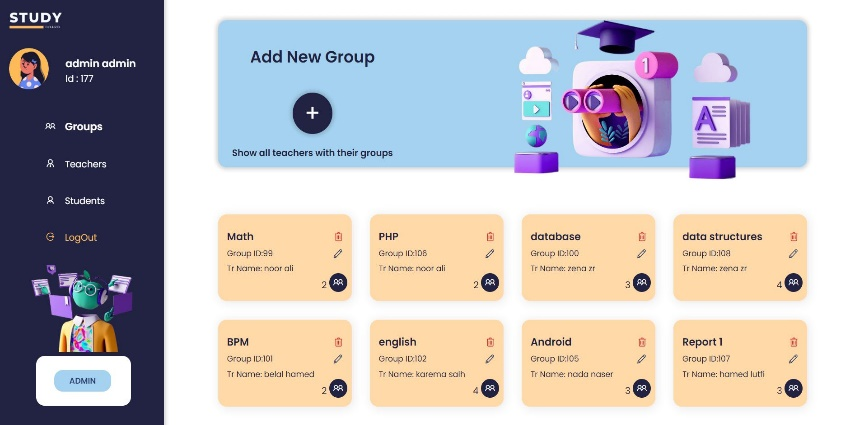 STUDY
admin admin
Id : 177
Groups
Teachers
Students
LogOut
ADMIN
Add New Group
+
Show all teachers with their groups
1
A
Math
Group ID:99
Tr Name: noor ali
2
PHP
Group ID:106
Tr Name: noor ali
2
database
Group ID:100
Tr Name: zena zr
3
data structures
Group ID:108
Tr Name: zena zr
4
BPM
Group ID:101
Tr Name: belal hamed
2
english
Group ID:102
Tr Name: karema salh
4
Android
Group ID:105
Tr Name: nada naser
3
Report 1
Group ID:107
Tr Name: hamed lutfi
3